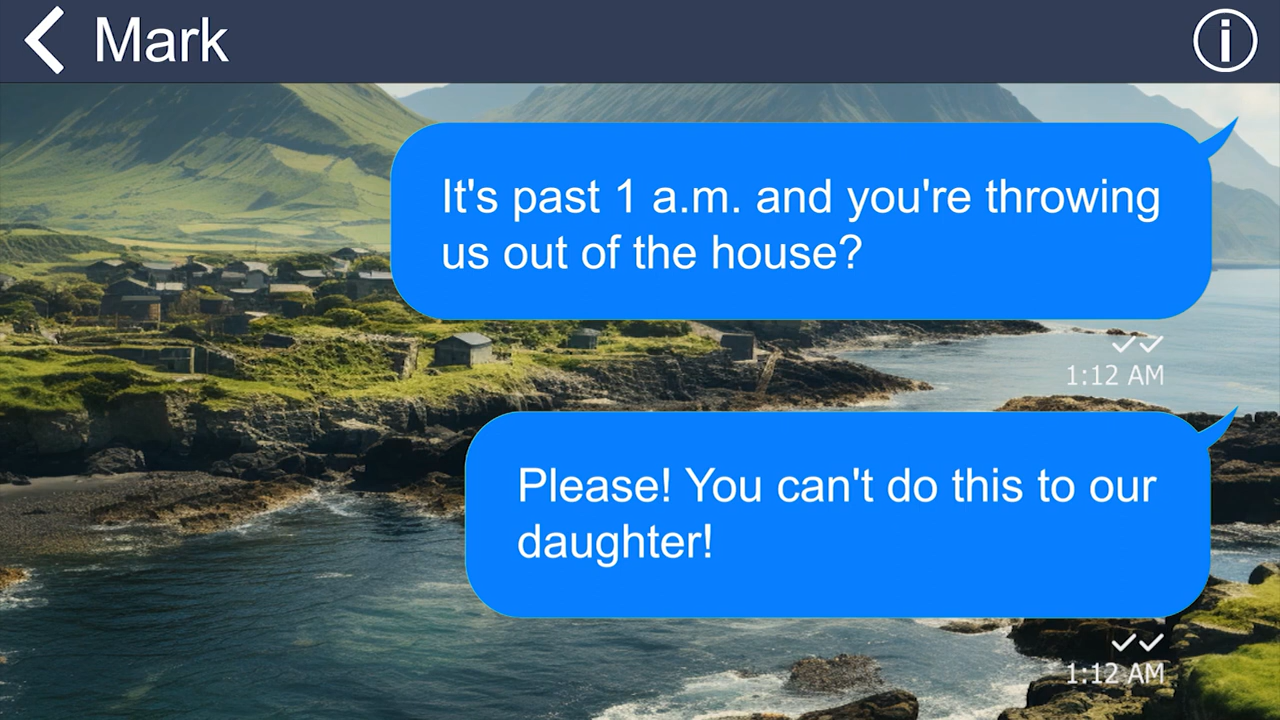 Mark
It's past 1 a.m. and you're throwing
us out of the house?
1:12 AM
Please! You can't do this to our
daughter!
1:12 AM